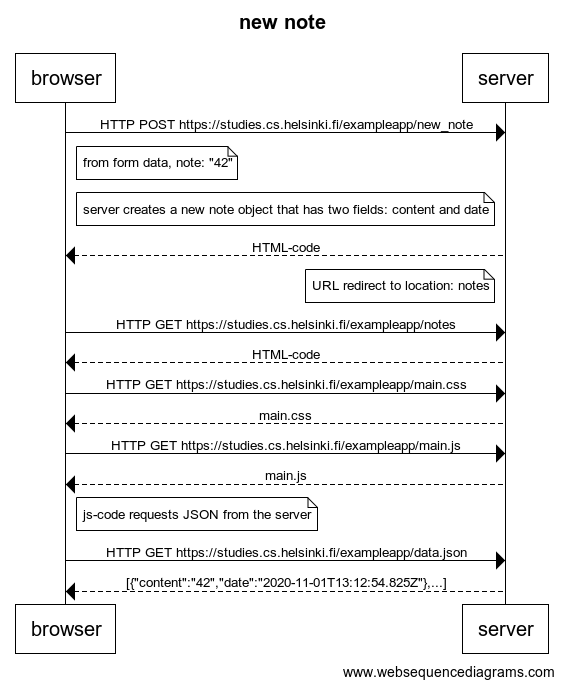 new note
browser
server
HTTP POST https://studies.cs.helsinki.fi/exampleapp/new_note
from form data, note: "42"
server creates a new note object that has two fields: content and date
HTML-code
URL redirect to location: notes
HTTP GET https://studies.cs.helsinki.fi/exampleapp/notes
HTML-code
HTTP GET https://studies.cs.helsinki.fi/exampleapp/main.css
main.css
HTTP GET https://studies.cs.helsinki.fi/exampleapp/main.js
main.js
js-code requests JSON from the server
HTTP GET https://studies.cs.helsinki.fi/exampleapp/data.json
[{"content":"42","date":"2020-11-01T13:12:54.825Z"},...]
browser
server
www.websequencediagrams.com